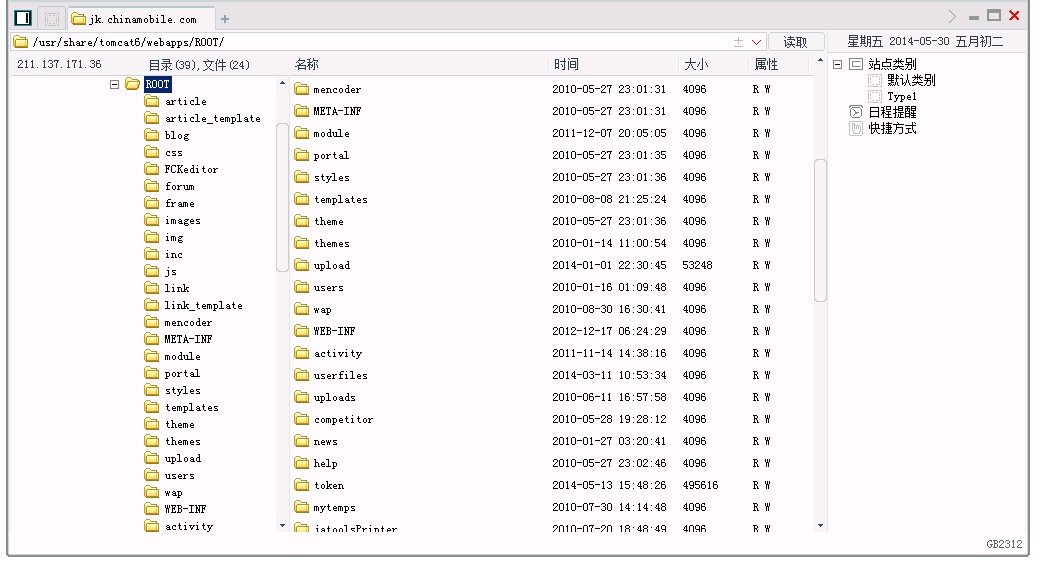 jk.chinamobile.com
/usr/share/tomcat6/webapps/ROOT/
读取
星期五 2014-05-30 五月初二
211.137.171.36
目录(39),文件(24)
名称 时间 大小 属性
ROOT
article
article_template
blog
css
FCKeditor
forum
frame
images
img
inc
js
link
link_template
mencoder
META-INF
module
portal
styles
templates
theme
themes
upload
users
wap
WEB-INF
activity
mencoder 2010-05-27 23:01:31 4096 R W
META-INF 2010-05-27 23:01:31 4096 R W
module 2011-12-07 20:05:05 4096 R W
portal 2010-05-27 23:01:35 4096 R W
styles 2010-05-27 23:01:36 4096 R W
templates 2010-08-08 21:25:24 4096 R W
theme 2010-05-27 23:01:36 4096 R W
themes 2010-01-14 11:00:54 4096 R W
upload 2014-01-01 22:30:45 53248 R W
users 2010-01-16 01:09:48 4096 R W
wap 2010-08-30 16:30:41 4096 R W
WEB-INF 2012-12-17 06:24:29 4096 R W
activity 2011-11-14 14:38:16 4096 R W
userfiles 2014-03-11 10:53:34 4096 R W
uploads 2010-06-11 16:57:58 4096 R W
competitor 2010-05-28 19:28:12 4096 R W
news 2010-01-27 03:20:41 4096 R W
help 2010-05-27 23:02:46 4096 R W
token 2014-05-13 15:48:26 495616 R W
mytemps 2010-07-30 14:14:48 4096 R W
jatoolsPrinter 2010-07-20 18:48:49 4096 R W
站点类别
默认类别
Type1
日程提醒
快捷方式
GB2312